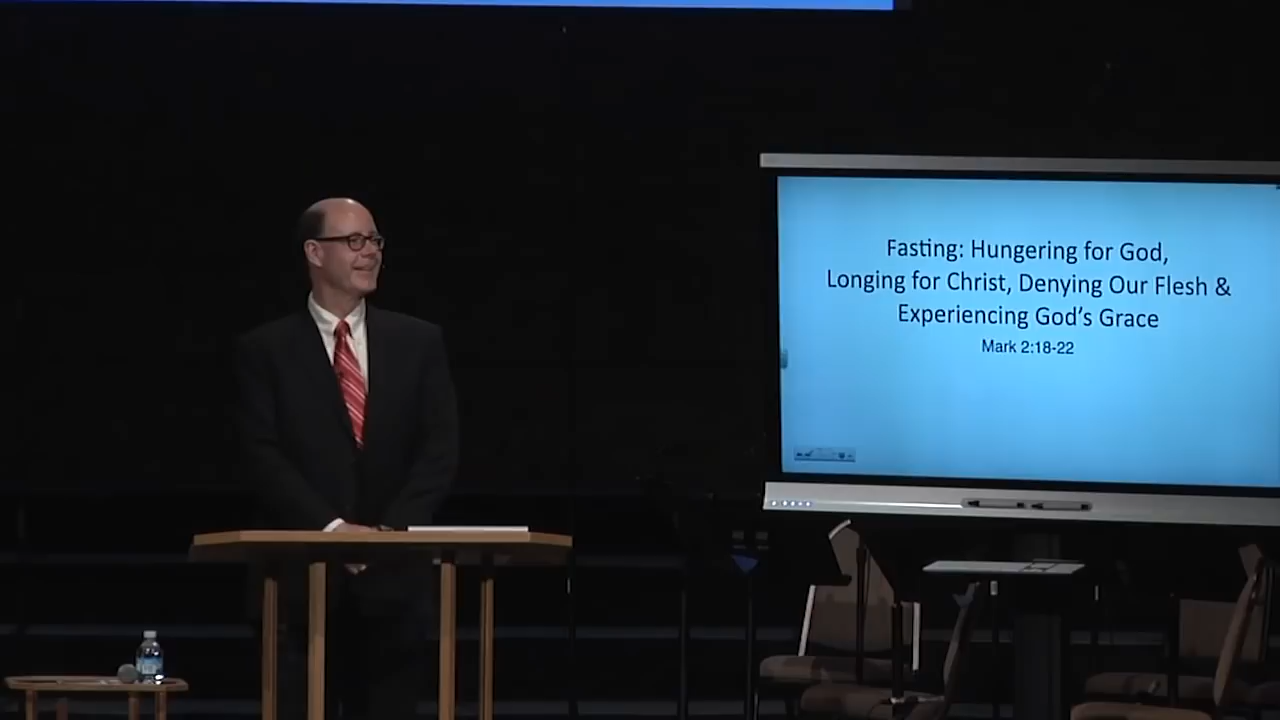 Fasting: Hungering for God,
Longing for Christ, Denying Our Flesh &
Experiencing God's Grace
Mark 2:18-22